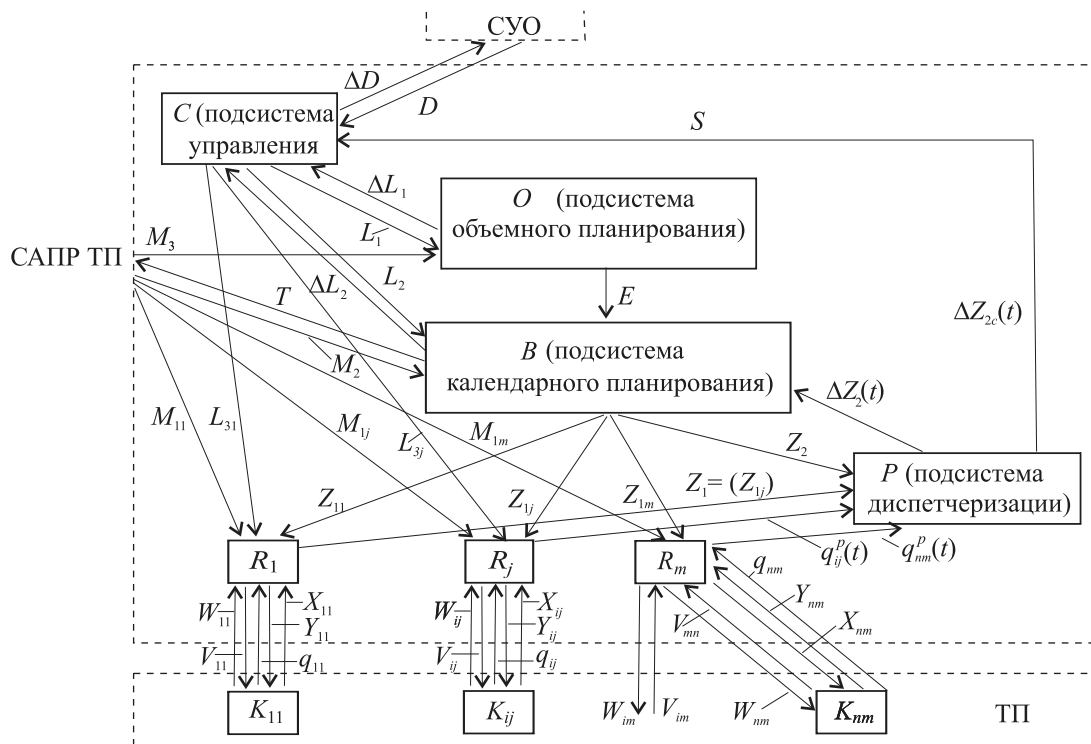 СУО
ΔD
D
C (подсистема
управления
S
ΔL₁
O (подсистема
объемного планирования)
L₁
САПР ТП
M₃
ΔL₂
L₂
E
ΔZ₂c(t)
T
M₂
B (подсистема
календарного планирования)
ΔZ₂(t)
M₁₁
L₃₁
M₁j
L₃j
M₁m
Z₂
P (подсистема
диспетчеризации)
Z₁₁
Z₁j
Z₁m
Z₁= (Z₁j)
qᵖij(t)
qᵖnm(t)
R₁
Rj
Rm
qnm
Ynm
Xnm
Vmn
W₁₁
X₁₁
Y₁₁
V₁₁
q₁₁
Wij
Xij
Yij
Vij
qij
K₁₁
Kij
Wim
Vim
Wnm
Knm
ТП